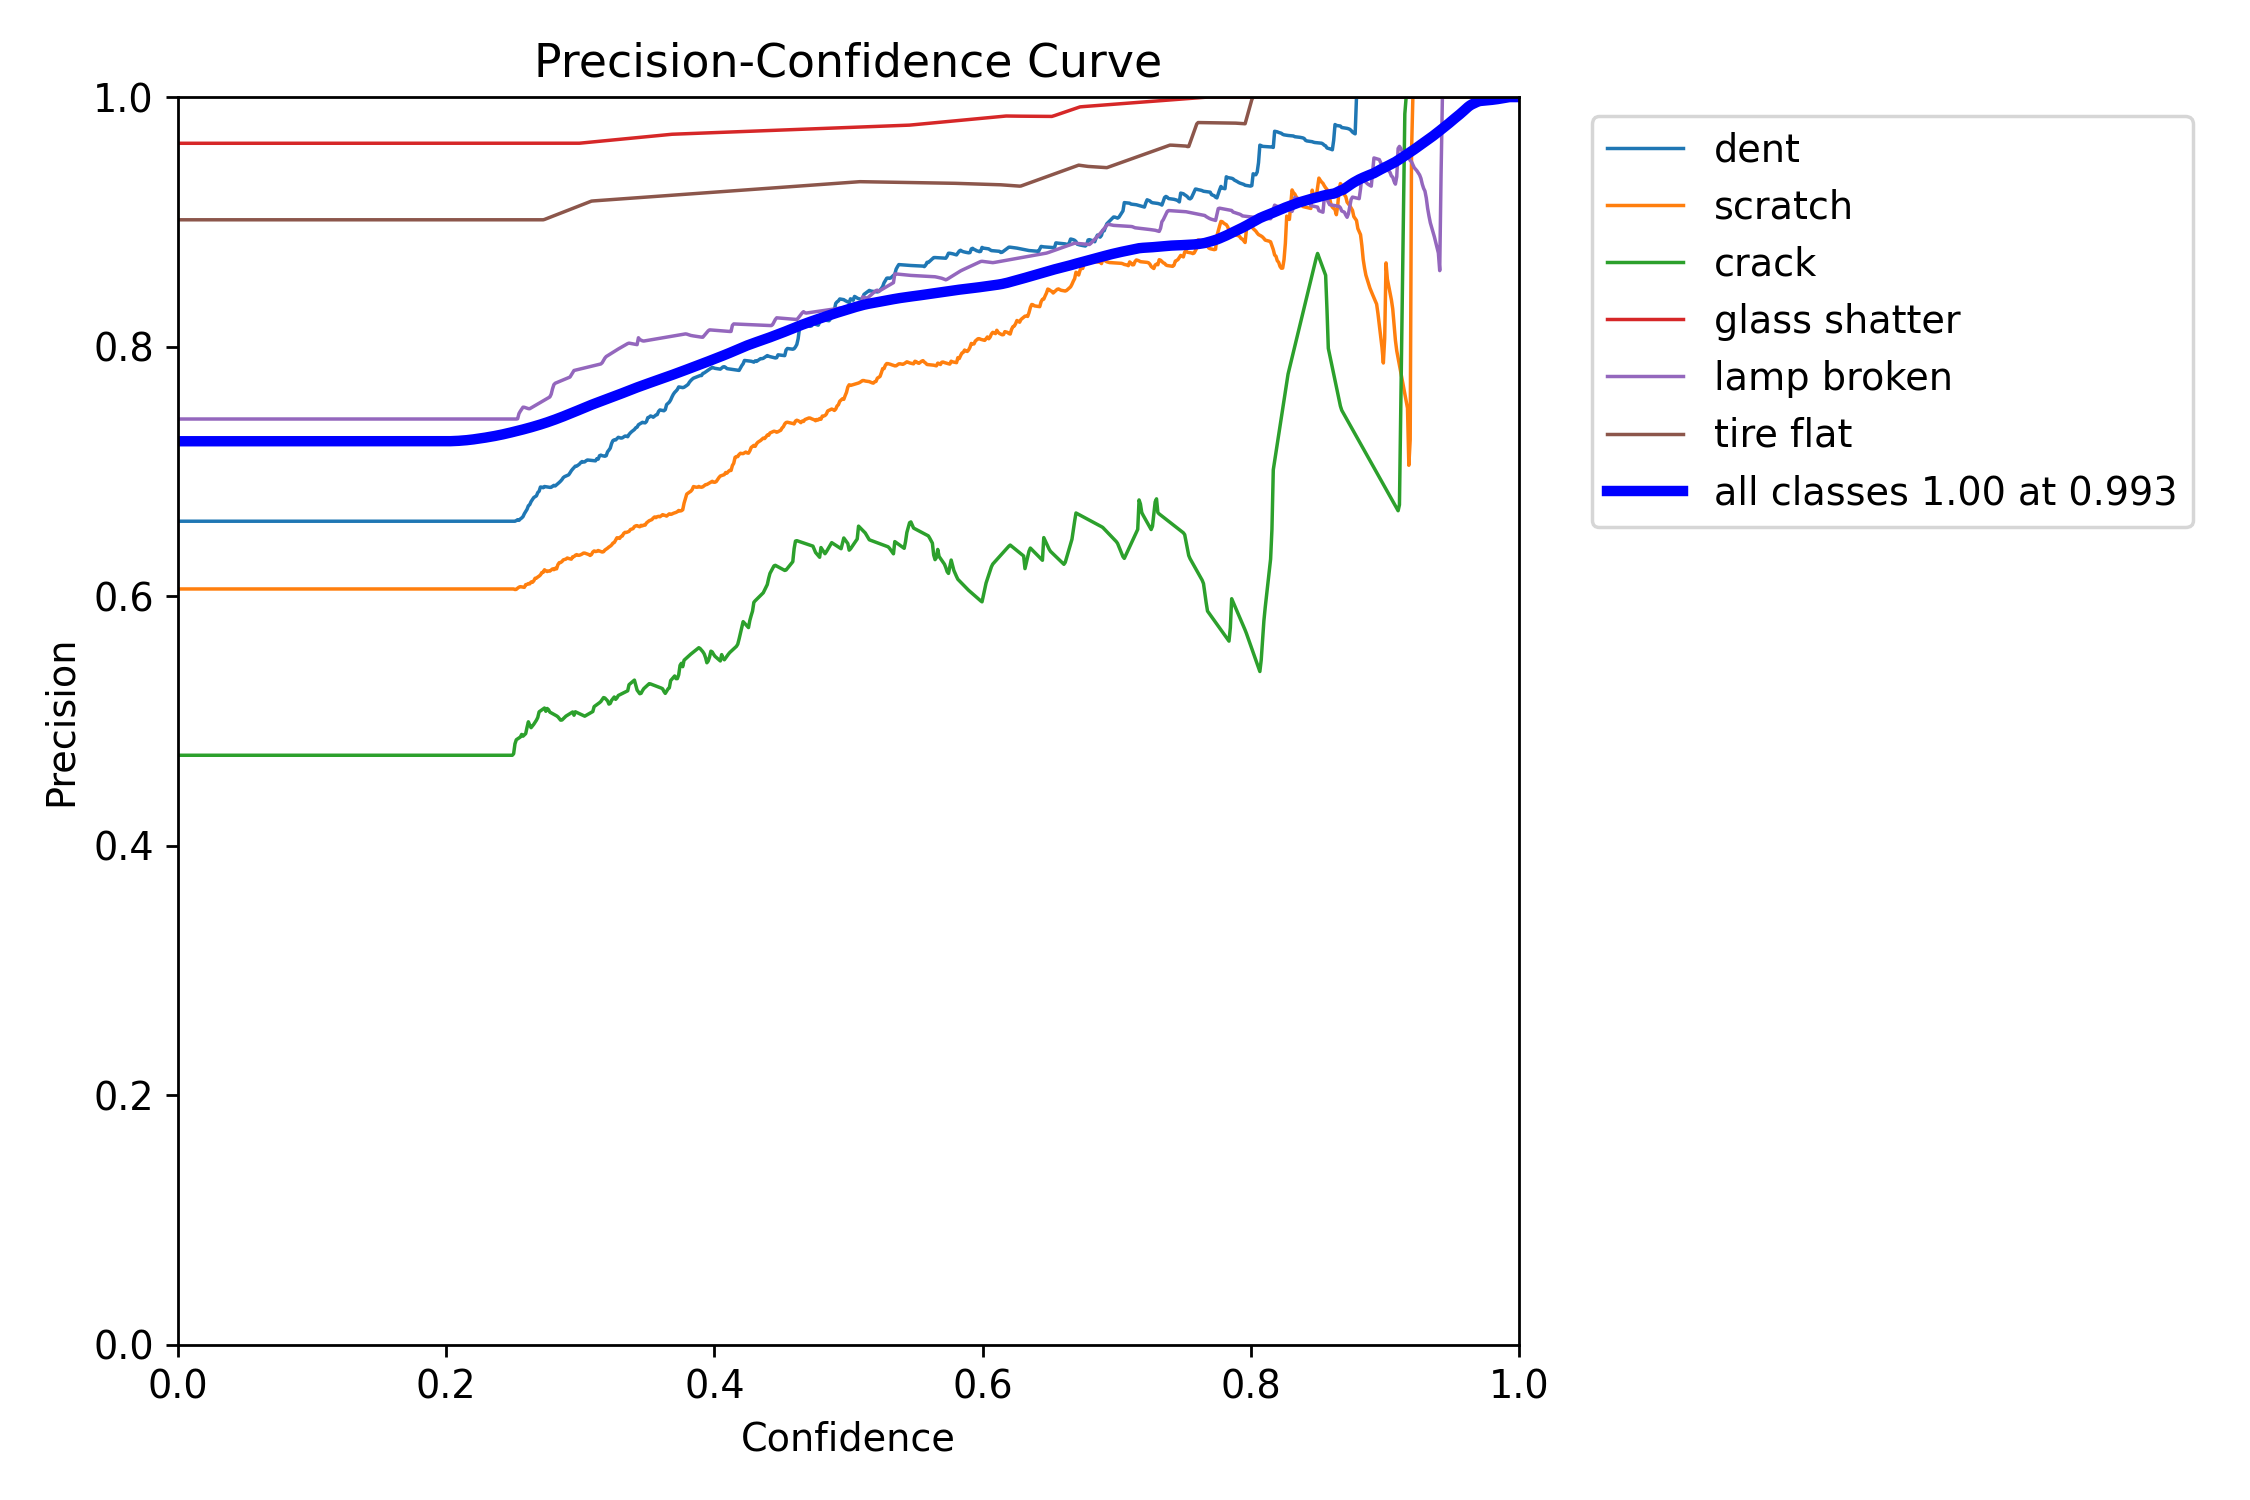 Precision-Confidence Curve
1.0
0.8
0.6
0.4
0.2
0.0
Precision
0.0 0.2 0.4 0.6 0.8 1.0
Confidence
dent
scratch
crack
glass shatter
lamp broken
tire flat
all classes 1.00 at 0.993